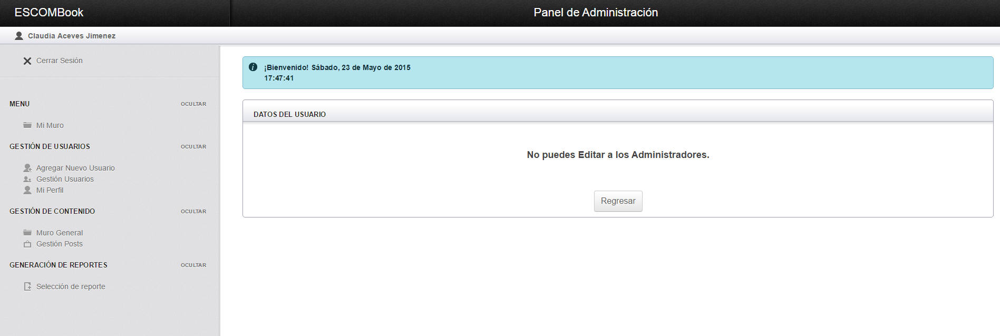 ESCOMBook
Panel de Administración
Claudia Aceves Jimenez
Cerrar Sesión
MENU
OCULTAR
Mi Muro
GESTIÓN DE USUARIOS
OCULTAR
Agregar Nuevo Usuario
Gestión Usuarios
Mi Perfil
GESTIÓN DE CONTENIDO
OCULTAR
Muro General
Gestión Posts
GENERACIÓN DE REPORTES
OCULTAR
Selección de reporte
¡Bienvenido! Sábado, 23 de Mayo de 2015
17:47:41
DATOS DEL USUARIO
No puedes Editar a los Administradores.
Regresar